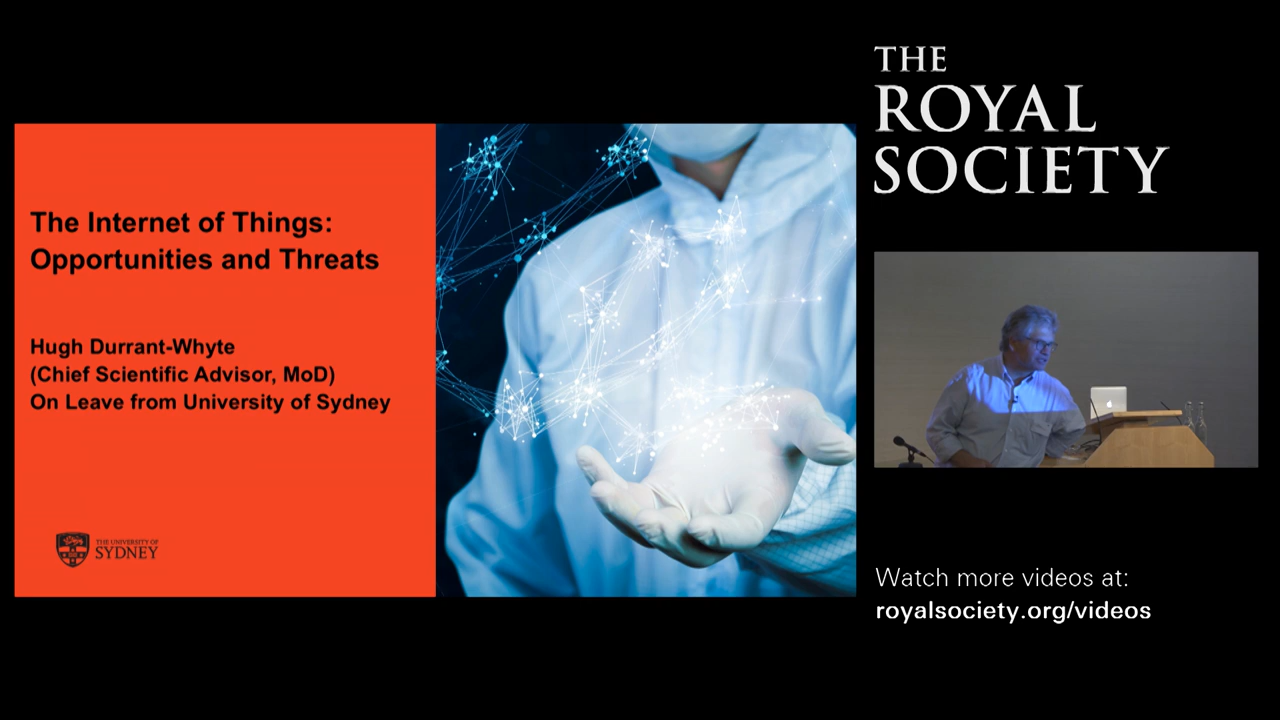 The Internet of Things:
Opportunities and Threats
Hugh Durrant-Whyte
(Chief Scientific Advisor, MoD)
On Leave from University of Sydney
THE UNIVERSITY OF
SYDNEY
THE
ROYAL
SOCIETY
Watch more videos at:
royalsociety.org/videos